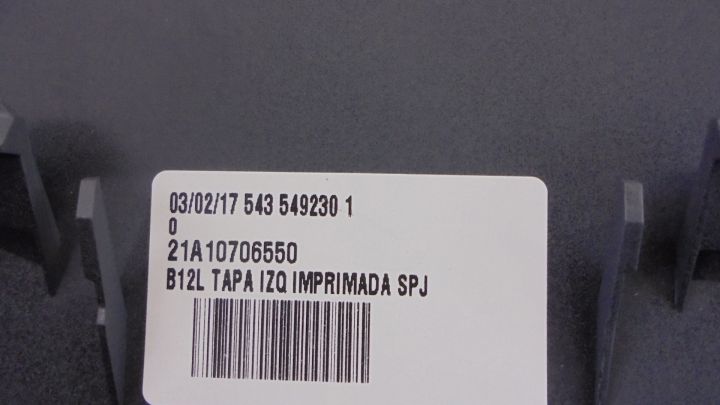 03/02/17 543 549230 1
0
21A10706550
B12L TAPA IZQ IMPRIMADA SPJ